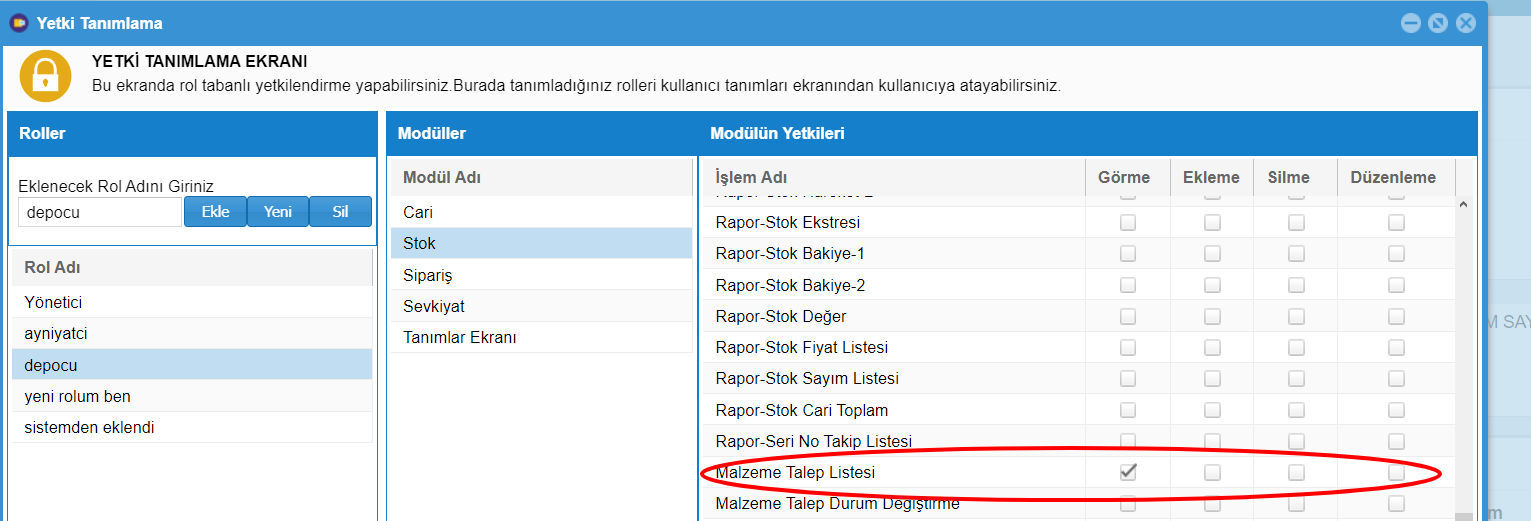 Yetki Tanımlama
YETKİ TANIMLAMA EKRANI
Bu ekranda rol tabanlı yetkilendirme yapabilirsiniz.Burada tanımladığınız rolleri kullanıcı tanımları ekranından kullanıcıya atayabilirsiniz.
Roller
Eklenecek Rol Adını Giriniz
depocu Ekle Yeni Sil
Rol Adı
Yönetici
ayniyatci
depocu
yeni rolum ben
sistemden eklendi
Modüller
Modül Adı
Cari
Stok
Sipariş
Sevkiyat
Tanımlar Ekranı
Modülün Yetkileri
İşlem Adı Görme Ekleme Silme Düzenleme
Rapor-Stok Ekstresi
Rapor-Stok Bakiye-1
Rapor-Stok Bakiye-2
Rapor-Stok Değer
Rapor-Stok Fiyat Listesi
Rapor-Stok Sayım Listesi
Rapor-Stok Cari Toplam
Rapor-Seri No Takip Listesi
Malzeme Talep Listesi
Malzeme Talep Durum Değiştirme